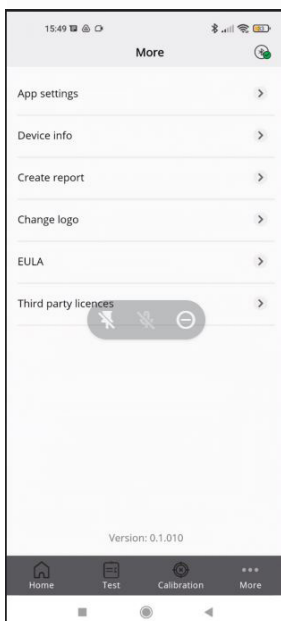 15:49
More
App settings
Device info
Create report
Change logo
EULA
Third party licences
Version: 0.1.010
Home Test Calibration More